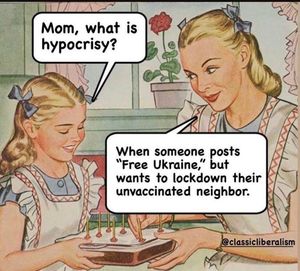 Mom, what is
hypocrisy?
When someone posts
"Free Ukraine," but
wants to lockdown their
unvaccinated neighbor.
@classicliberalism